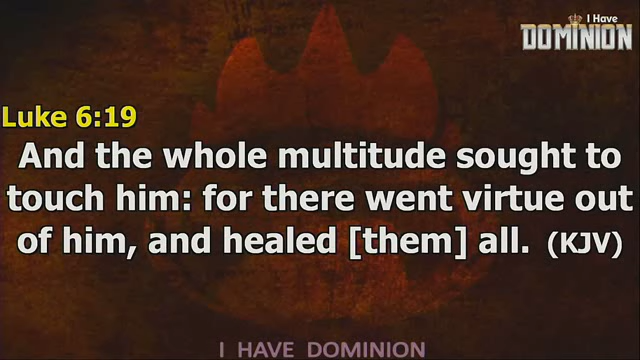 I Have
DOMINION
Luke 6:19
And the whole multitude sought to
touch him: for there went virtue out
of him, and healed [them] all. (KJV)
I HAVE DOMINION